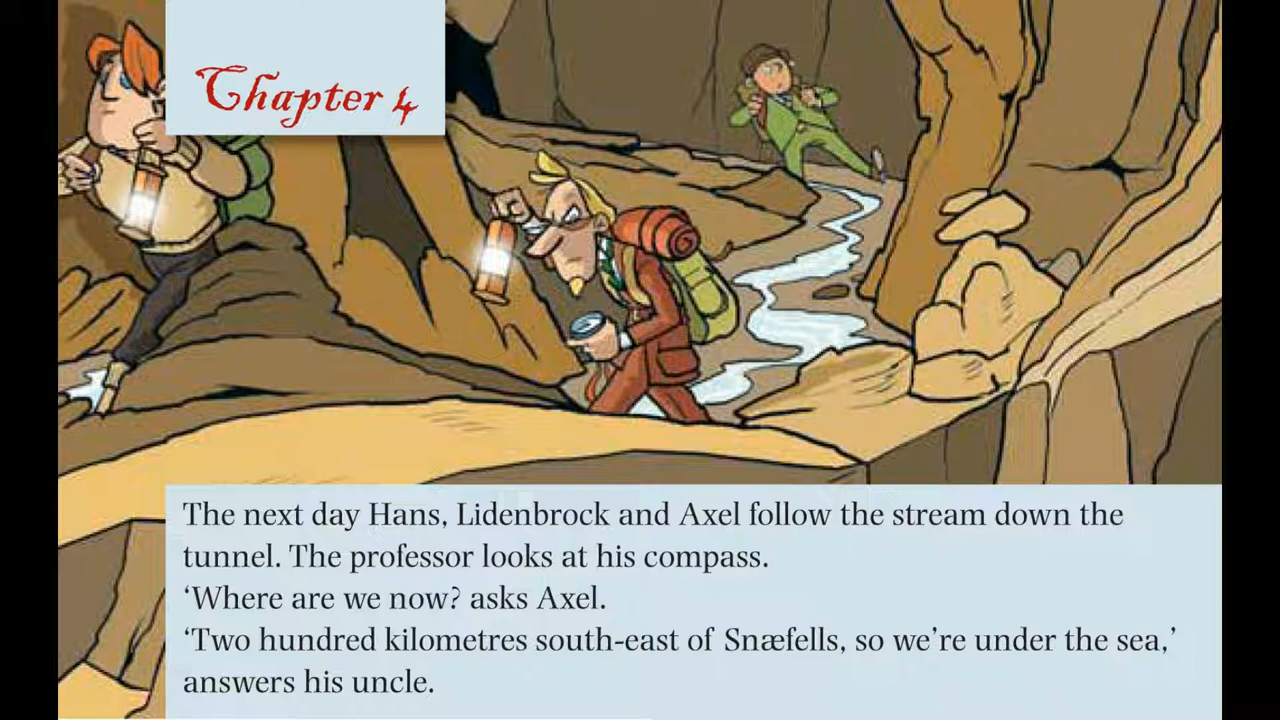 Chapter 4
The next day Hans, Lidenbrock and Axel follow the stream down the
tunnel. The professor looks at his compass.
‘Where are we now? asks Axel.
‘Two hundred kilometres south-east of Snæfells, so we’re under the sea,’
answers his uncle.